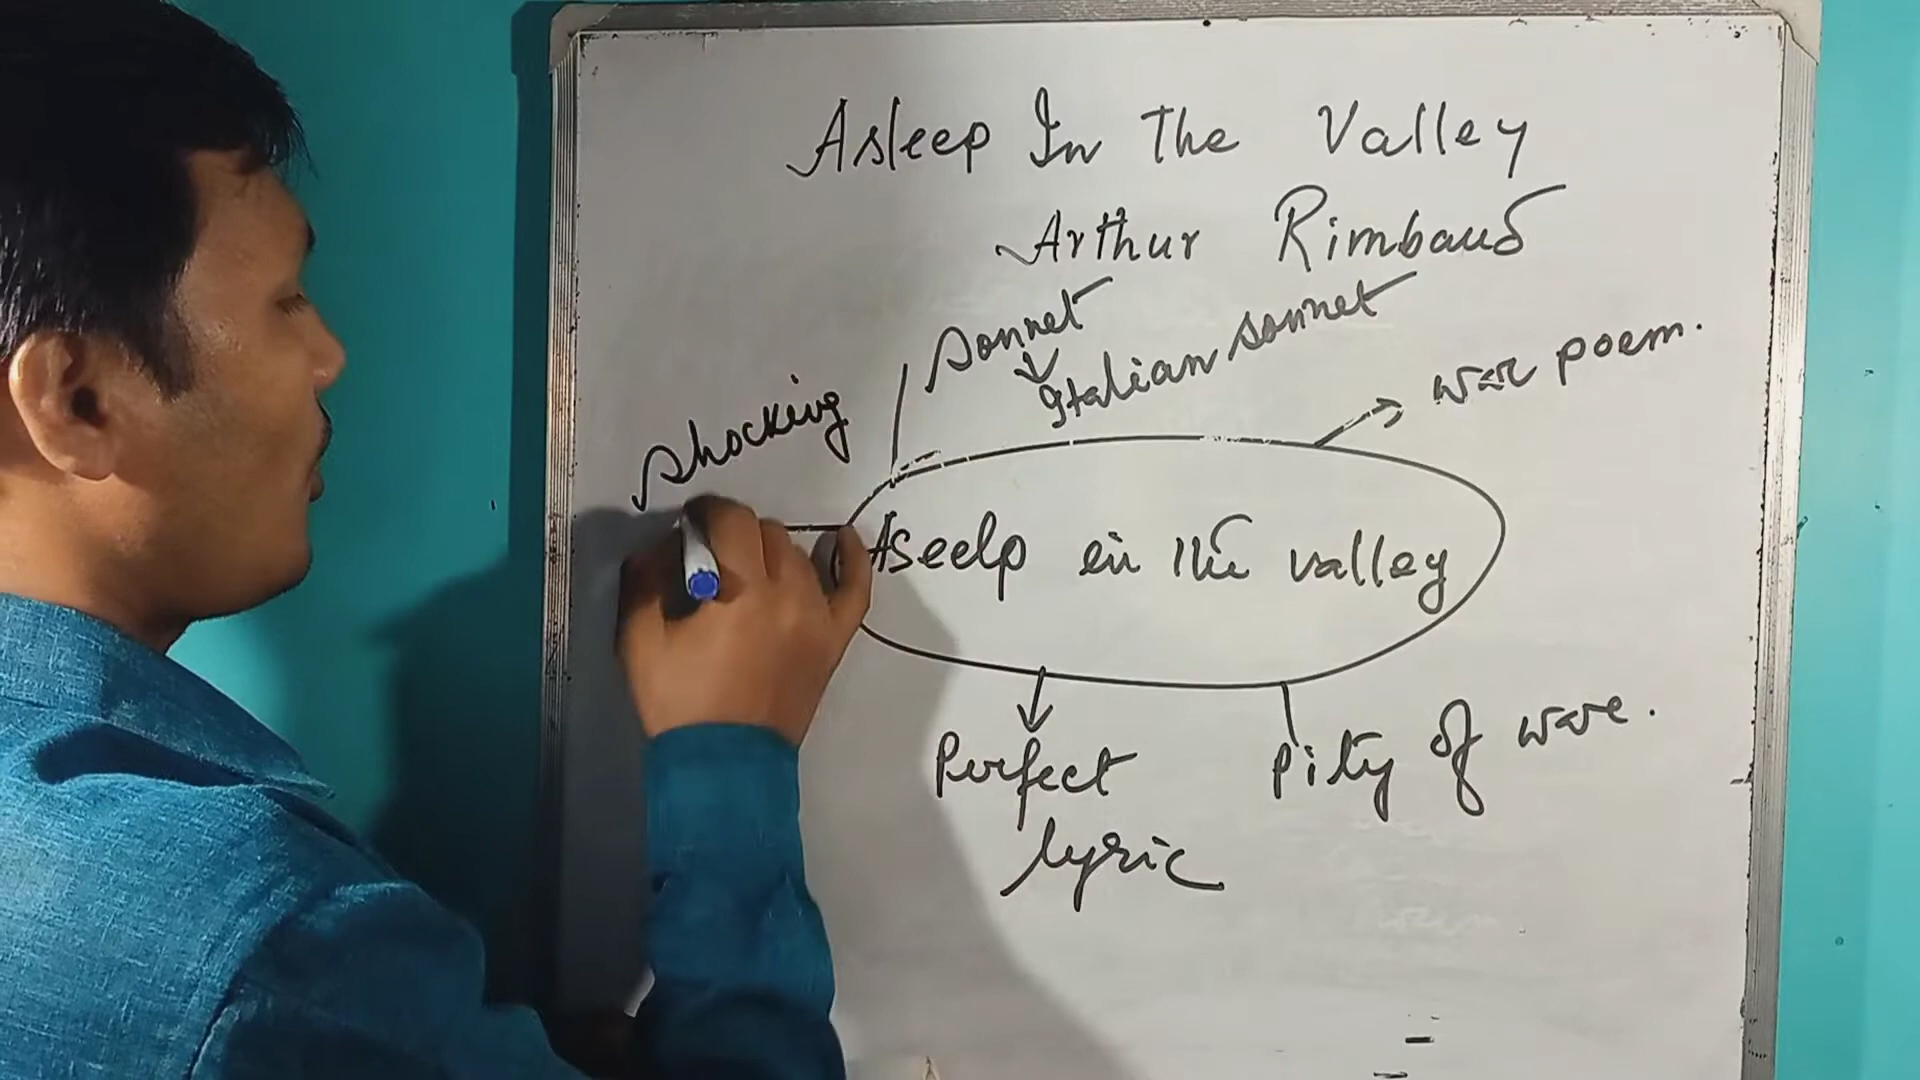 Asleep In The Valley
Arthur Rimbaud
Sonnet
Italian sonnet
war poem.
shocking
Aseelp in the valley
Perfect
lyric
pity of war.